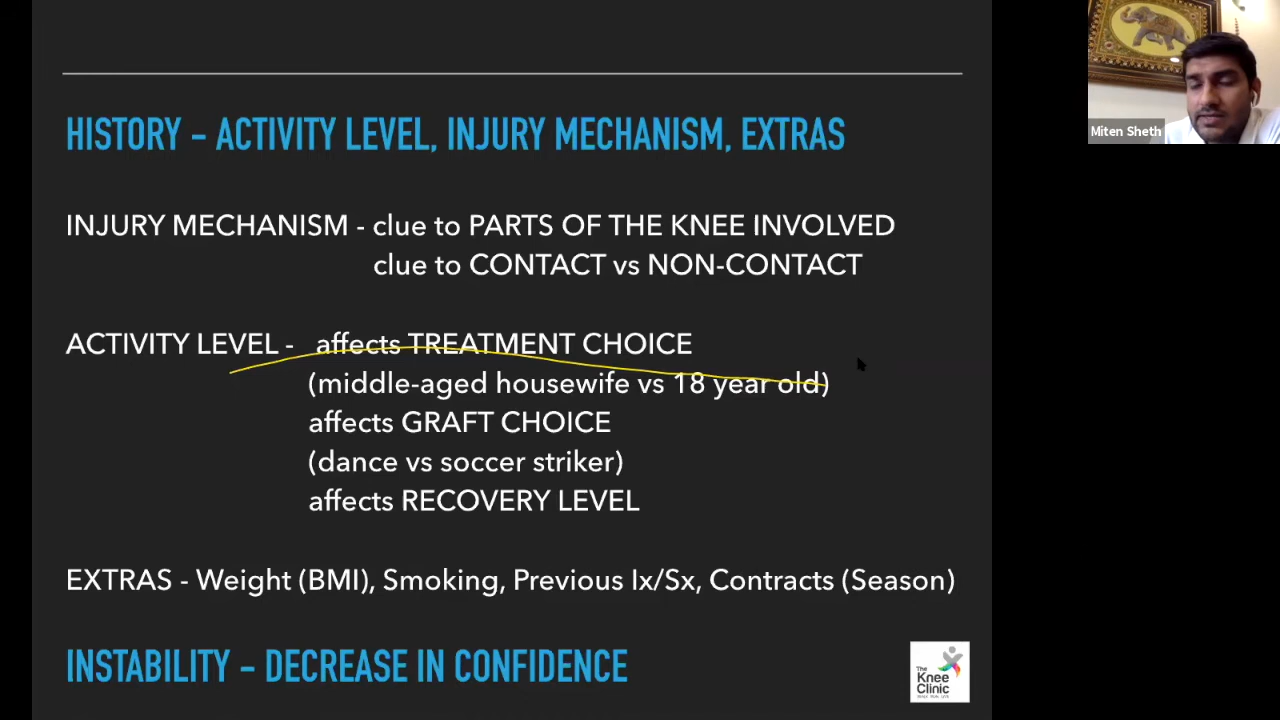 HISTORY – ACTIVITY LEVEL, INJURY MECHANISM, EXTRAS
INJURY MECHANISM - clue to PARTS OF THE KNEE INVOLVED
clue to CONTACT vs NON-CONTACT
ACTIVITY LEVEL - affects TREATMENT CHOICE
(middle-aged housewife vs 18 year old)
affects GRAFT CHOICE
(dance vs soccer striker)
affects RECOVERY LEVEL
EXTRAS - Weight (BMI), Smoking, Previous Ix/Sx, Contracts (Season)
INSTABILITY – DECREASE IN CONFIDENCE
The
Knee
Clinic
Miten Sheth